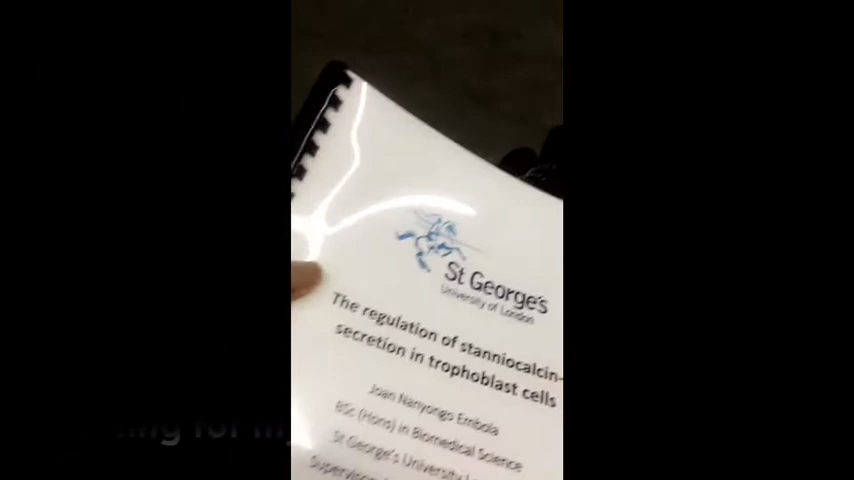 St George's
University of London
The regulation of stanniocalcin-
secretion in trophoblast cells
Joan Nanyongo Embola
BSc (Hons) in Biomedical Science
St George's University
for